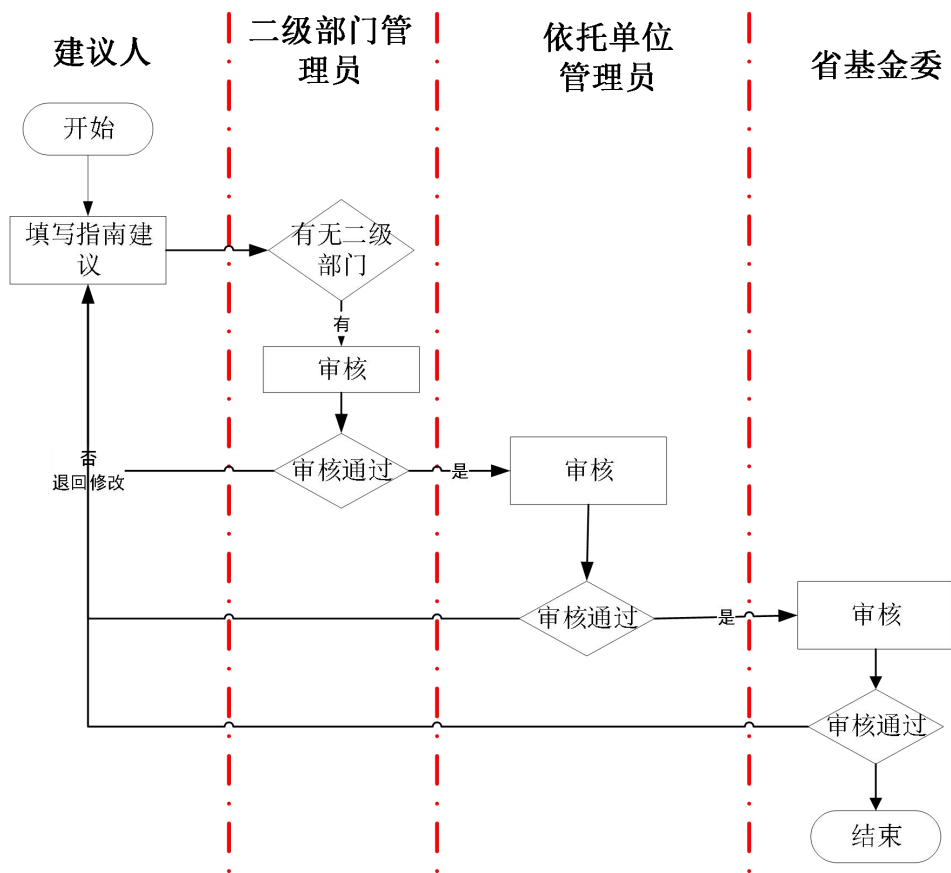 建议人
二级部门管
理员
依托单位
管理员
省基金委
开始
填写指南建
议
有无二级
部门
有
审核
否
退回修改
审核通过
是
审核
审核通过
是
审核
审核通过
结束